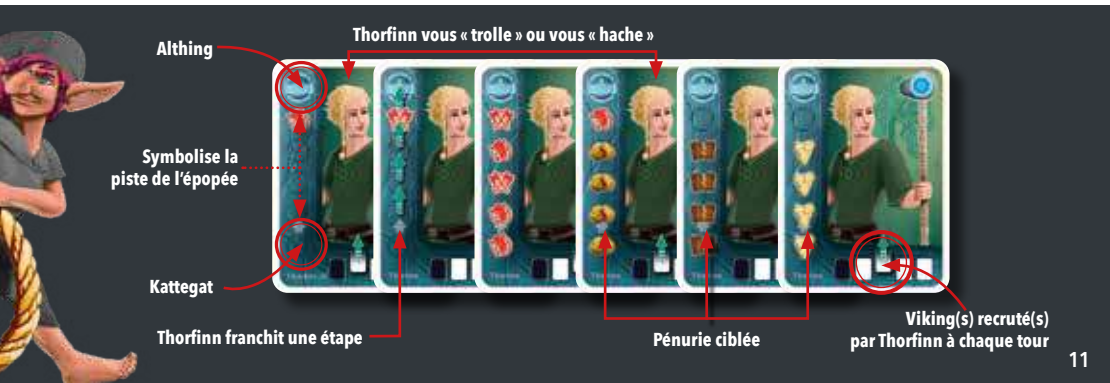 Thorfinn vous « trolle » ou vous « hache »
Althing
Symbolise la
piste de l'épopée
Kattegat
Thorfinn franchit une étape
Pénurie ciblée
Viking(s) recruté(s)
par Thorfinn à chaque tour
11